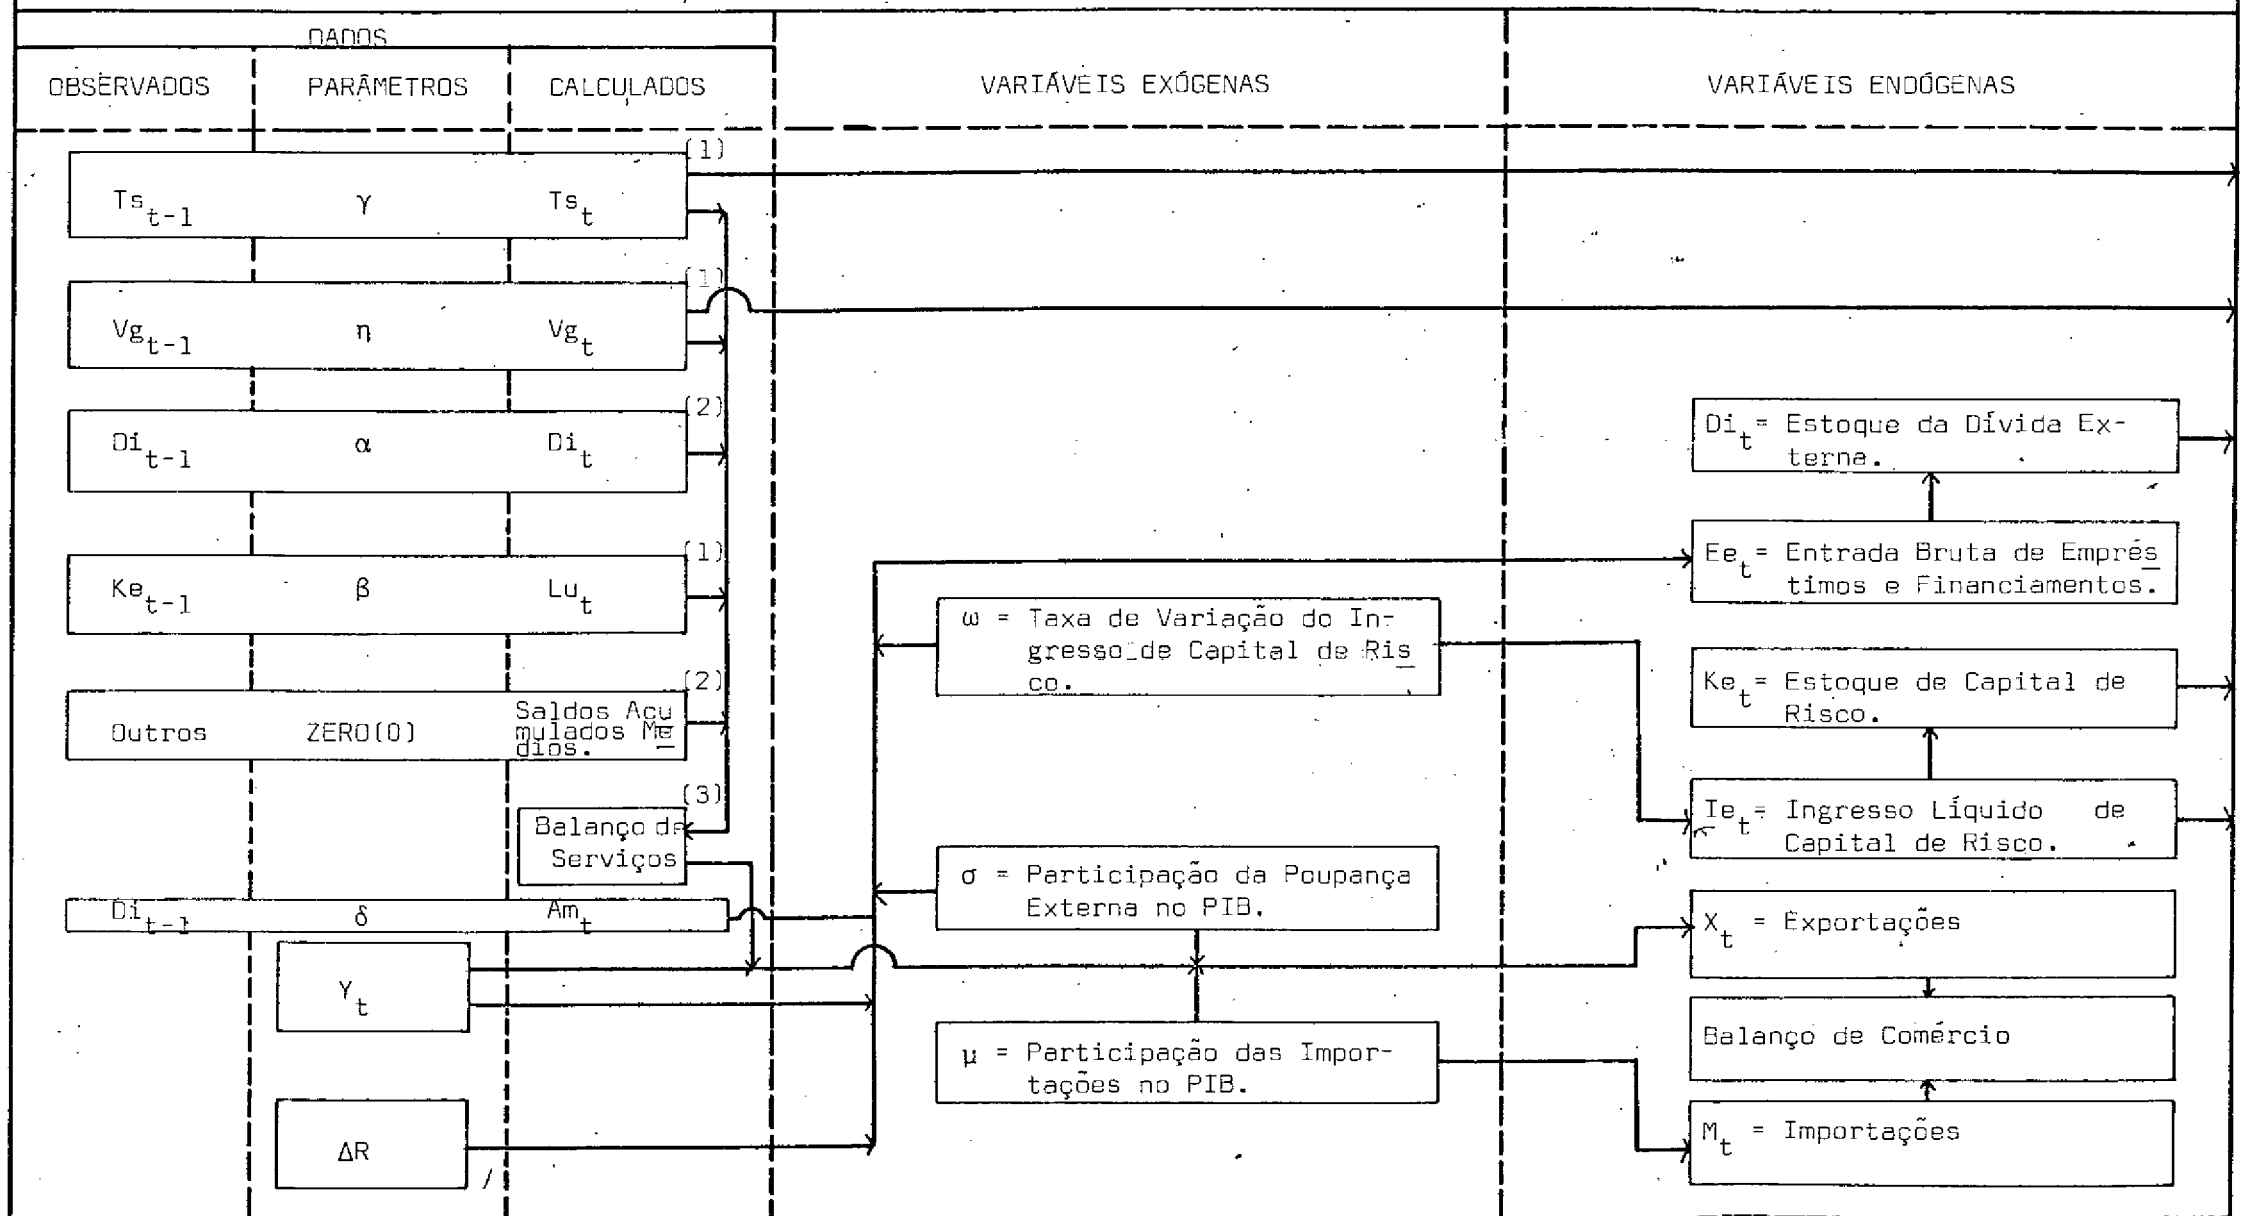 DADOS
OBSERVADOS PARÂMETROS CALCULADOS VARIÁVEIS EXÓGENAS VARIÁVEIS ENDÓGENAS
(1)
Ts t-1 γ Ts t
(1)
Vg t-1 η Vg t
(2)
Di t-1 α Di t
(1)
Ke t-1 β Lu t
(2)
Outros ZERO(0) Saldos Acu
mulados Mé
dios.
(3)
Balanço de
Serviços
Di t-1 δ Am t
Y t
ΔR
ω = Taxa de Variação do In-
gresso de Capital de Ris
co.
σ = Participação da Poupança
Externa no PIB.
μ = Participação das Impor-
tações no PIB.
Di t = Estoque da Dívida Ex-
terna.
Ee t = Entrada Bruta de Emprés
timos e Financiamentos.
Ke t = Estoque de Capital de
Risco.
Ie t = Ingresso Líquido de
Capital de Risco.
X t = Exportações
Balanço de Comércio
M t = Importações